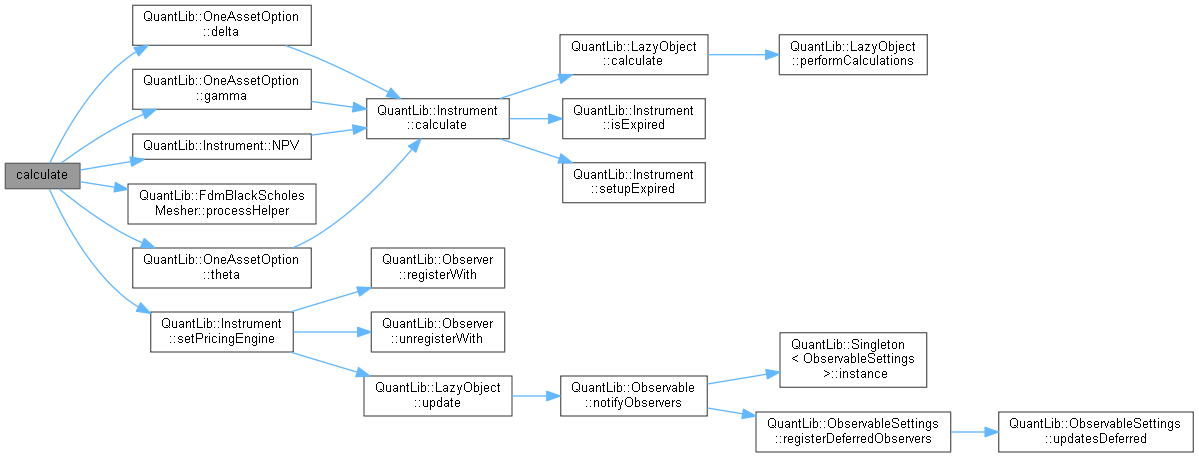 calculate
QuantLib::OneAssetOption
::delta
QuantLib::OneAssetOption
::gamma
QuantLib::Instrument::NPV
QuantLib::FdmBlackScholes
Mesher::processHelper
QuantLib::OneAssetOption
::theta
QuantLib::Instrument
::setPricingEngine
QuantLib::Instrument
::calculate
QuantLib::Observer
::registerWith
QuantLib::Observer
::unregisterWith
QuantLib::LazyObject
::update
QuantLib::LazyObject
::calculate
QuantLib::Instrument
::isExpired
QuantLib::Instrument
::setupExpired
QuantLib::Observable
::notifyObservers
QuantLib::LazyObject
::performCalculations
QuantLib::Singleton
< ObservableSettings
>::instance
QuantLib::ObservableSettings
::registerDeferredObservers
QuantLib::ObservableSettings
::updatesDeferred